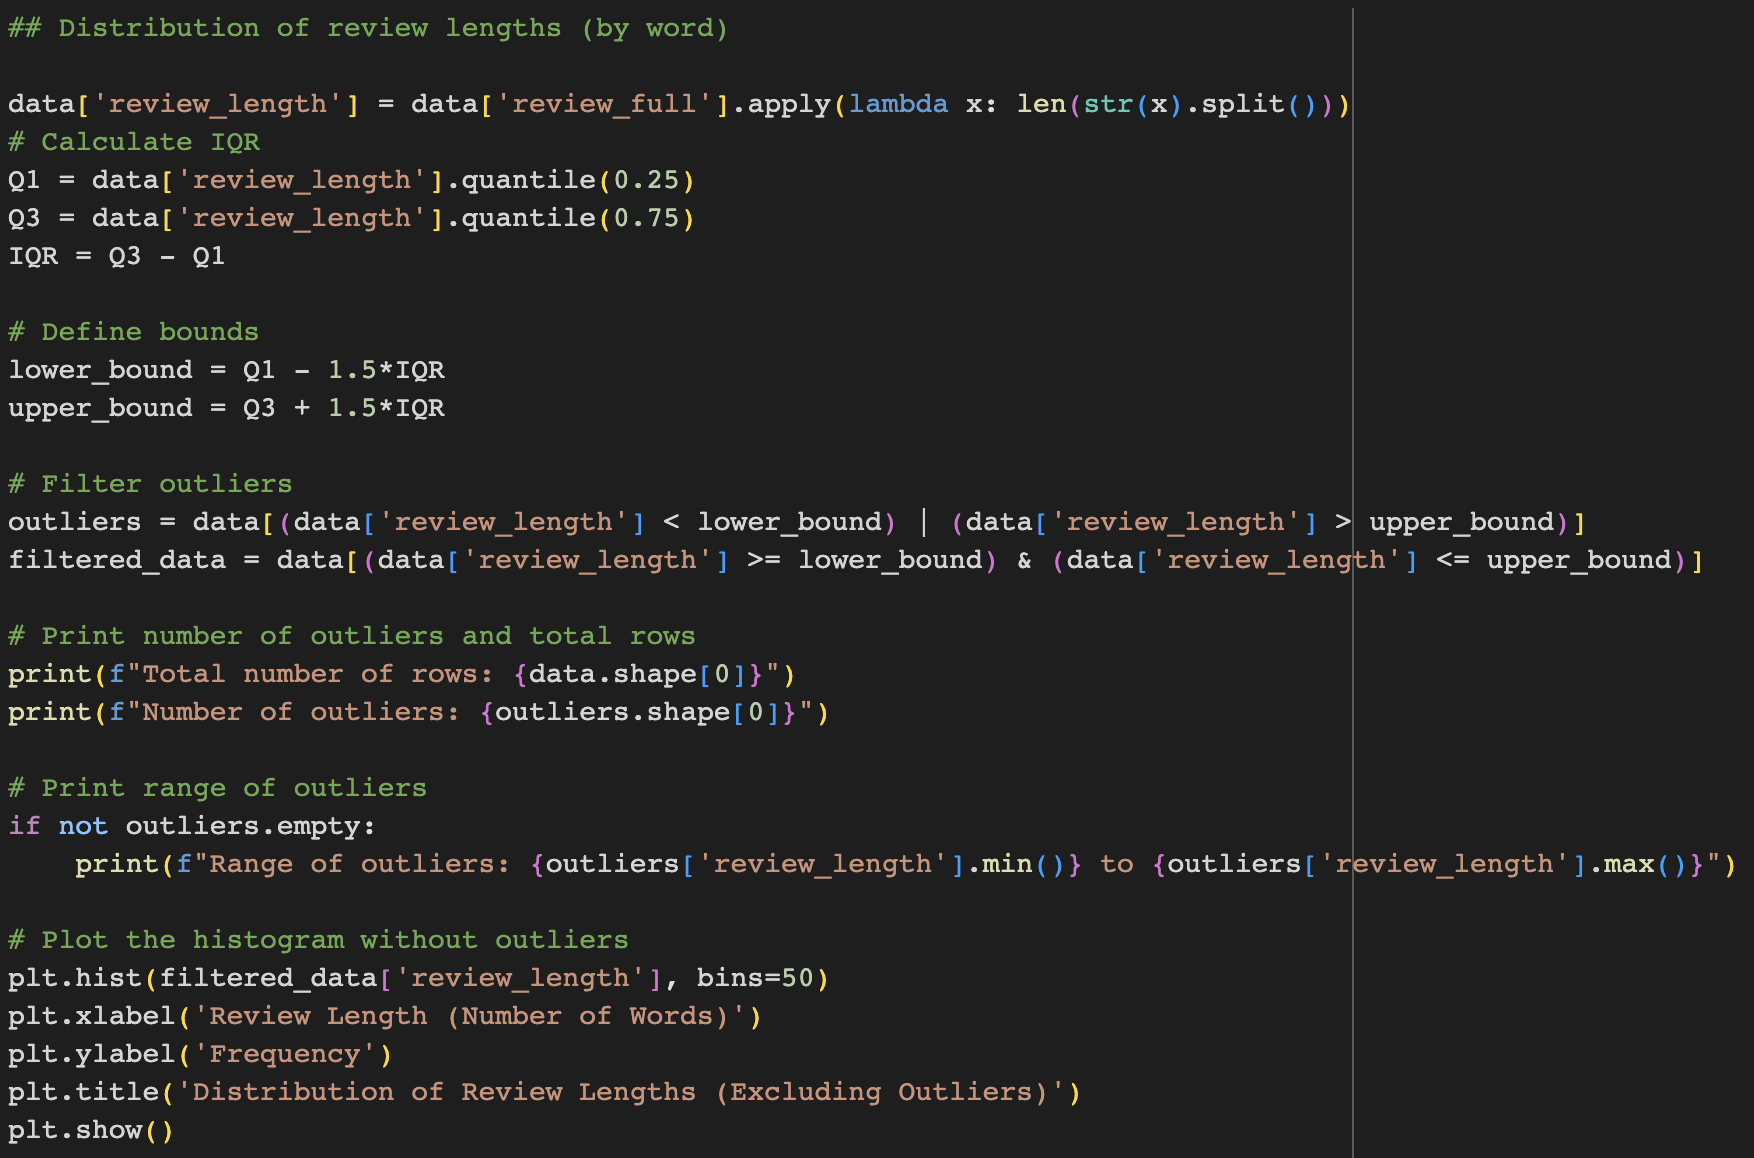 ## Distribution of review lengths (by word)

data['review_length'] = data['review_full'].apply(lambda x: len(str(x).split()))
# Calculate IQR
Q1 = data['review_length'].quantile(0.25)
Q3 = data['review_length'].quantile(0.75)
IQR = Q3 - Q1

# Define bounds
lower_bound = Q1 - 1.5*IQR
upper_bound = Q3 + 1.5*IQR

# Filter outliers
outliers = data[(data['review_length'] < lower_bound) | (data['review_length'] > upper_bound)]
filtered_data = data[(data['review_length'] >= lower_bound) & (data['review_length'] <= upper_bound)]

# Print number of outliers and total rows
print(f"Total number of rows: {data.shape[0]}")
print(f"Number of outliers: {outliers.shape[0]}")

# Print range of outliers
if not outliers.empty:
    print(f"Range of outliers: {outliers['review_length'].min()} to {outliers['review_length'].max()}")

# Plot the histogram without outliers
plt.hist(filtered_data['review_length'], bins=50)
plt.xlabel('Review Length (Number of Words)')
plt.ylabel('Frequency')
plt.title('Distribution of Review Lengths (Excluding Outliers)')
plt.show()